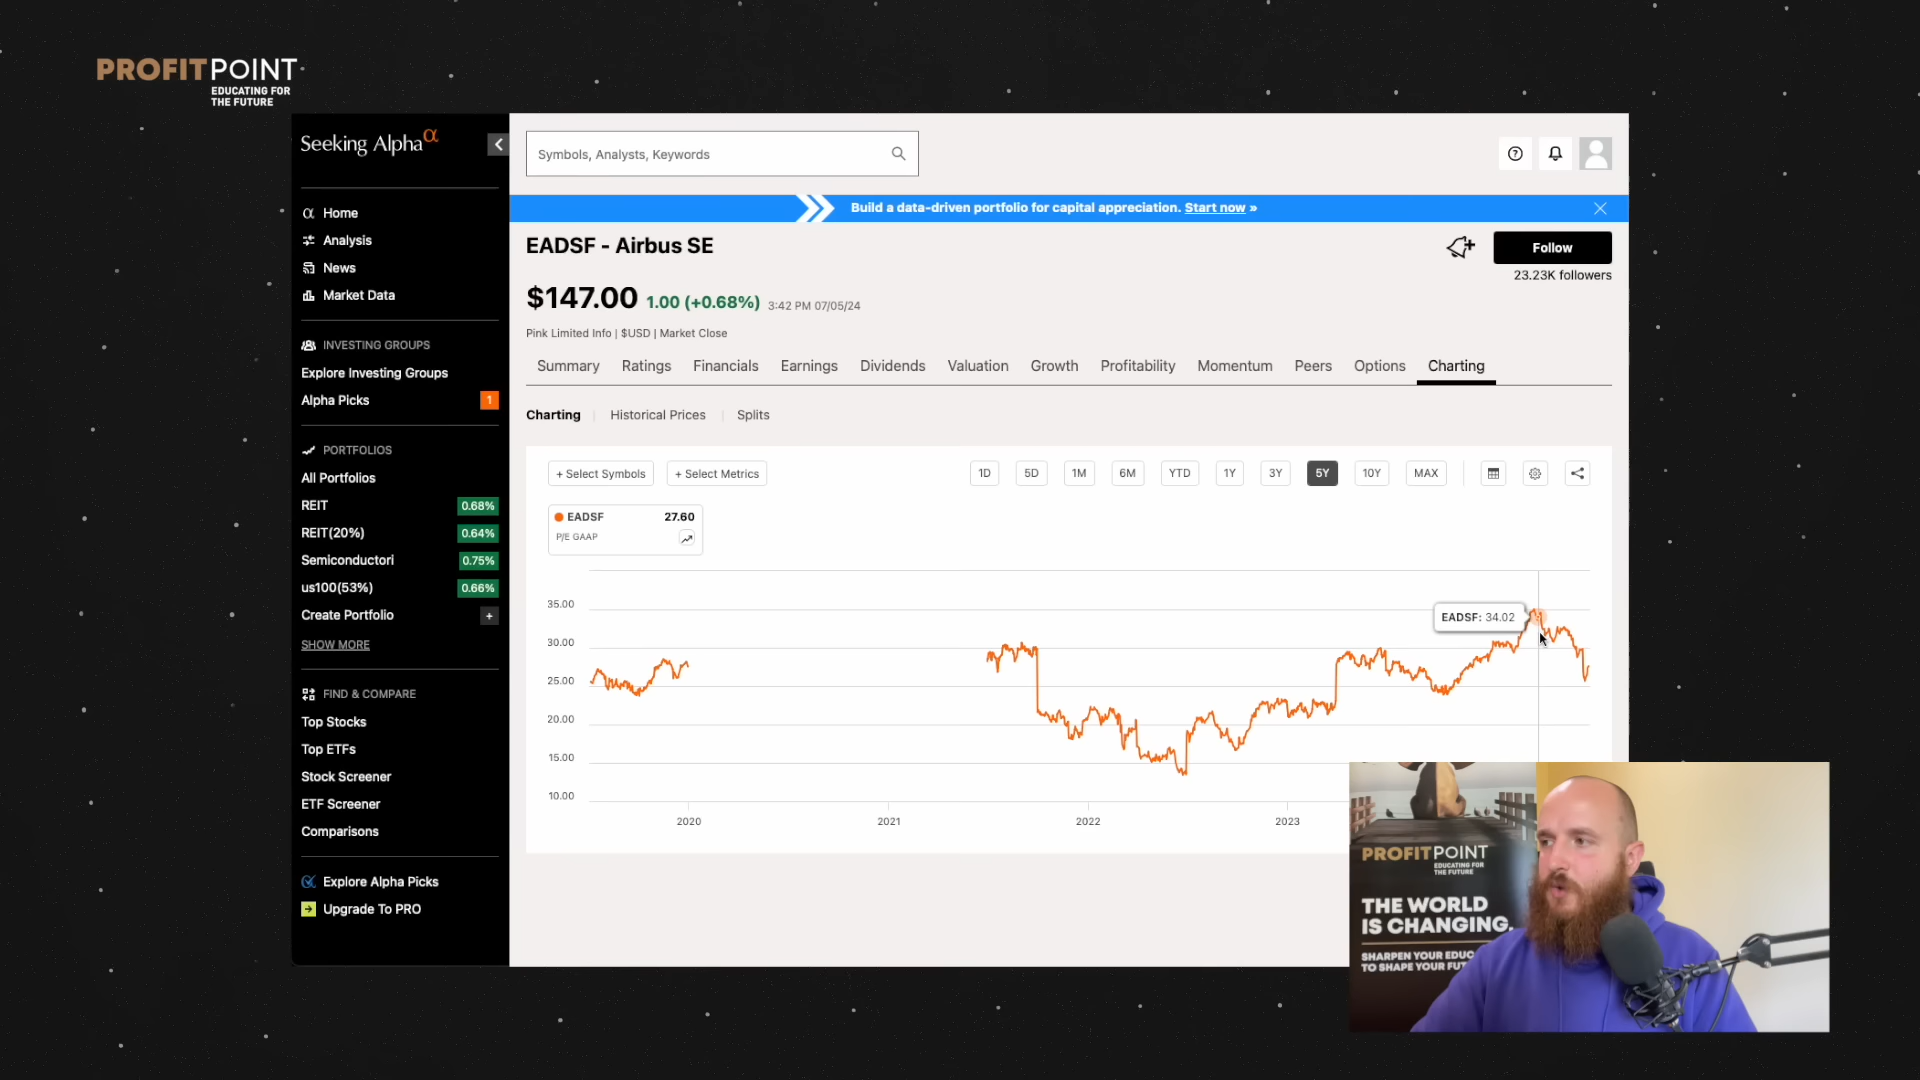 PROFITPOINT
EDUCATING FOR
THE FUTURE
Seeking Alpha α
Symbols, Analysts, Keywords
Build a data-driven portfolio for capital appreciation. Start now »
α Home
Analysis
News
Market Data
INVESTING GROUPS
Explore Investing Groups
Alpha Picks 1
PORTFOLIOS
All Portfolios
REIT 0.68%
REIT(20%) 0.64%
Semiconductori 0.75%
us100(53%) 0.66%
Create Portfolio +
SHOW MORE
FIND & COMPARE
Top Stocks
Top ETFs
Stock Screener
ETF Screener
Comparisons
Explore Alpha Picks
Upgrade To PRO
EADSF - Airbus SE
Follow
23.23K followers
$147.00 1.00 (+0.68%) 3:42 PM 07/05/24
Pink Limited Info | $USD | Market Close
Summary Ratings Financials Earnings Dividends Valuation Growth Profitability Momentum Peers Options Charting
Charting | Historical Prices | Splits
+ Select Symbols + Select Metrics 1D 5D 1M 6M YTD 1Y 3Y 5Y 10Y MAX
EADSF 27.60
P/E GAAP
35.00
30.00
25.00
20.00
15.00
10.00
EADSF: 34.02
2020 2021 2022 2023
PROFITPOINT
EDUCATING FOR
THE FUTURE
THE WORLD
IS CHANGING.
SHARPEN YOUR
TO SHAPE YOUR